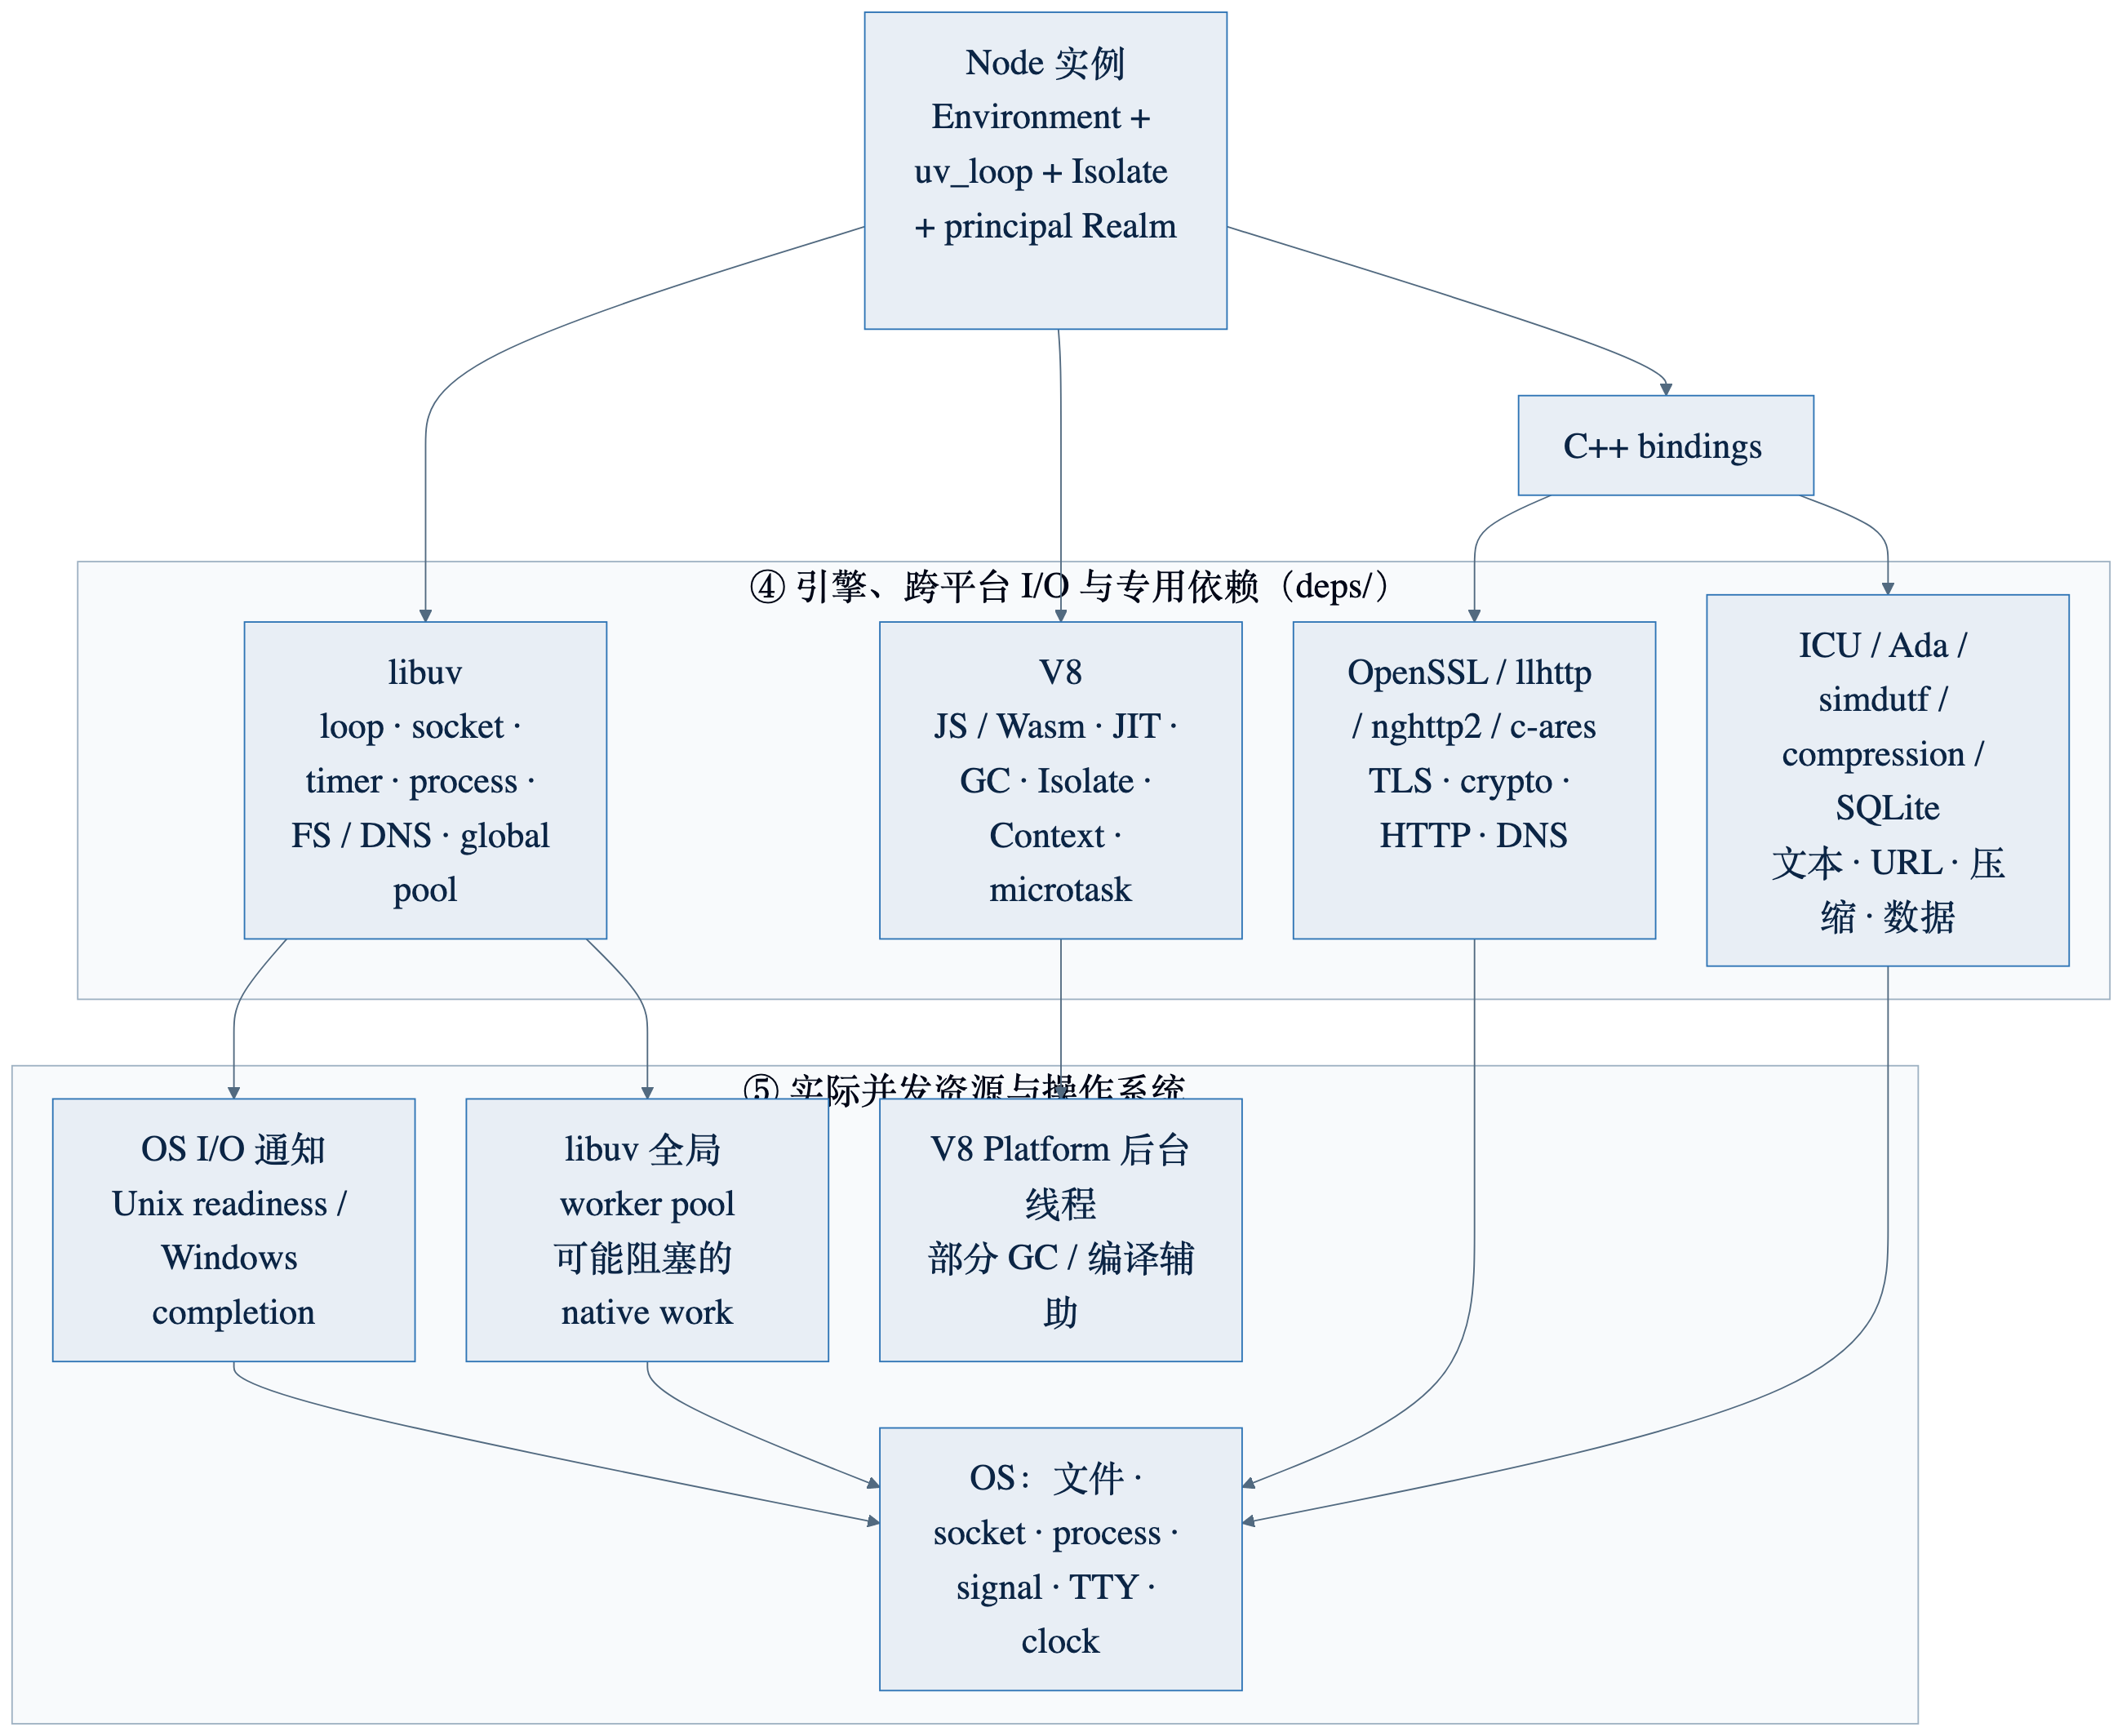 Node 实例
Environment +
uv_loop + Isolate
+ principal Realm
C++ bindings
④ 引擎、跨平台 I/O 与专用依赖（deps/）
libuv
loop · socket ·
timer · process ·
FS / DNS · global
pool
V8
JS / Wasm · JIT ·
GC · Isolate ·
Context ·
microtask
OpenSSL / llhttp
/ nghttp2 / c-ares
TLS · crypto ·
HTTP · DNS
ICU / Ada /
simdutf /
compression /
SQLite
文本 · URL · 压
缩 · 数据
⑤ 实际并发资源与操作系统
OS I/O 通知
Unix readiness /
Windows
completion
libuv 全局
worker pool
可能阻塞的
native work
V8 Platform 后台
线程
部分 GC / 编译辅
助
OS：文件 ·
socket · process ·
signal · TTY ·
clock